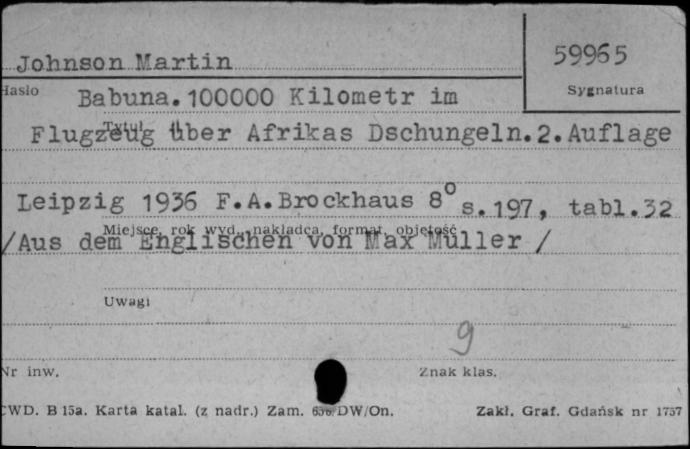 Johnson Martin
59965
Hasło
Sygnatura
Babuna. 100000 Kilometr im
Tytuł
Flugzeug über Afrikas Dschungeln. 2. Auflage
Leipzig 1936 F.A. Brockhaus 8° s. 197, tabl. 32
Miejsce, rok wyd., nakładca, format, objętość
/Aus dem Englischen von Max Müller /
Uwagi
9
Nr inw.
Znak klas.
CWD. B 15a. Karta katal. (z nadr.) Zam. DW/On.
Zakł. Graf. Gdańsk nr 1757